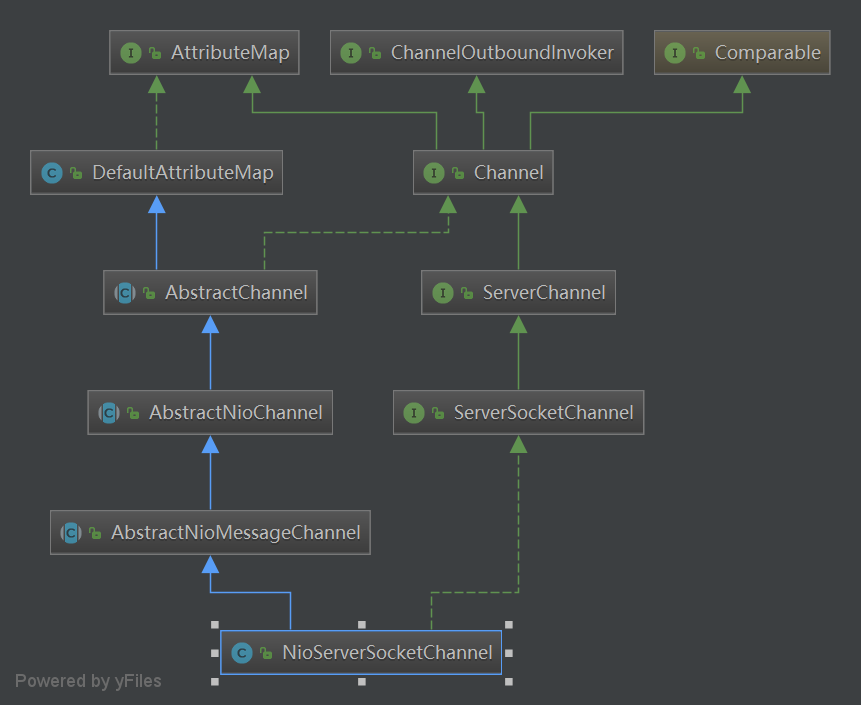 I AttributeMap
I ChannelOutboundInvoker
I Comparable
C DefaultAttributeMap
I Channel
C AbstractChannel
I ServerChannel
C AbstractNioChannel
I ServerSocketChannel
C AbstractNioMessageChannel
C NioServerSocketChannel
Powered by yFiles